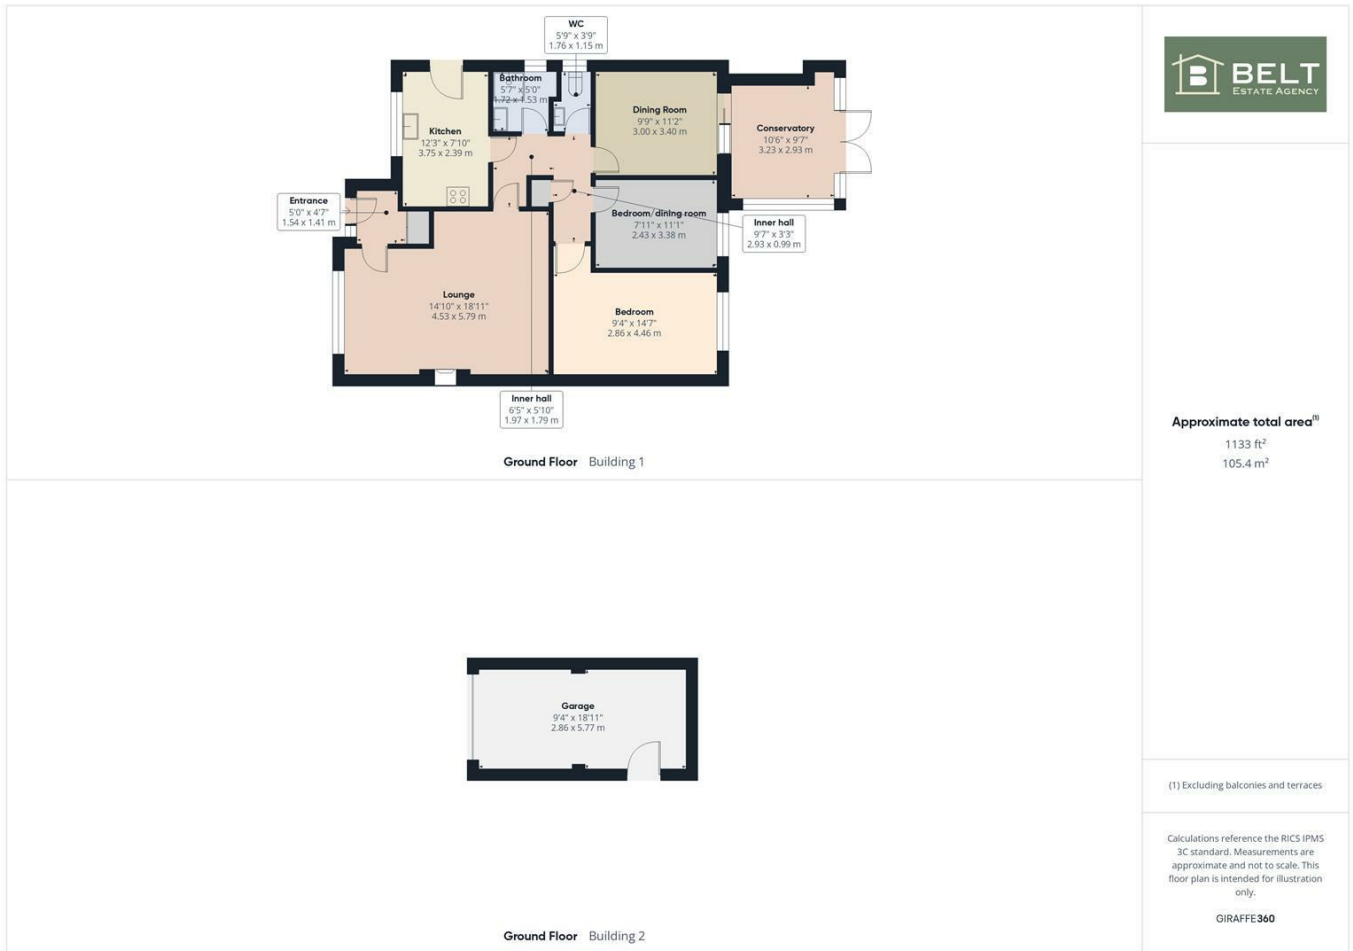 WC
5'9" x 3'9"
1.76 x 1.15 m
Bathroom
5'7" x 5'0"
1.72 x 1.53 m
Kitchen
12'3" x 7'10"
3.75 x 2.39 m
Dining Room
9'9" x 11'2"
3.00 x 3.40 m
Conservatory
10'6" x 9'7"
3.23 x 2.93 m
Entrance
5'0" x 4'7"
1.54 x 1.41 m
Bedroom/dining room
7'11" x 11'1"
2.43 x 3.38 m
Inner hall
9'7" x 3'3"
2.93 x 0.99 m
Lounge
14'10" x 18'11"
4.53 x 5.79 m
Bedroom
9'4" x 14'7"
2.86 x 4.46 m
Inner hall
6'5" x 5'10"
1.97 x 1.79 m
Ground Floor Building 1
Garage
9'4" x 18'11"
2.86 x 5.77 m
Ground Floor Building 2
B BELT
ESTATE AGENCY
Approximate total area(1)
1133 ft²
105.4 m²
(1) Excluding balconies and terraces
Calculations reference the RICS IPMS
3C standard. Measurements are
approximate and not to scale. This
floor plan is intended for illustration
only.
GIRAFFE360